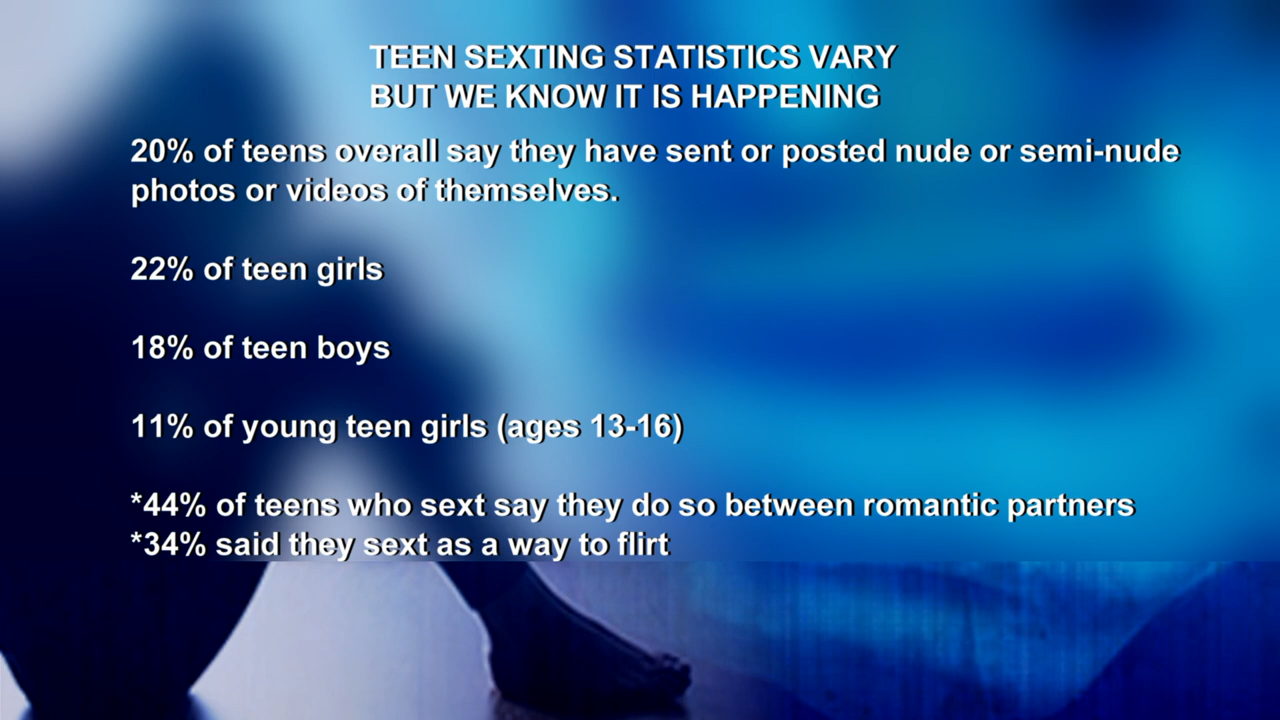 TEEN SEXTING STATISTICS VARY
BUT WE KNOW IT IS HAPPENING
20% of teens overall say they have sent or posted nude or semi-nude
photos or videos of themselves.
22% of teen girls
18% of teen boys
11% of young teen girls (ages 13-16)
*44% of teens who sext say they do so between romantic partners
*34% said they sext as a way to flirt